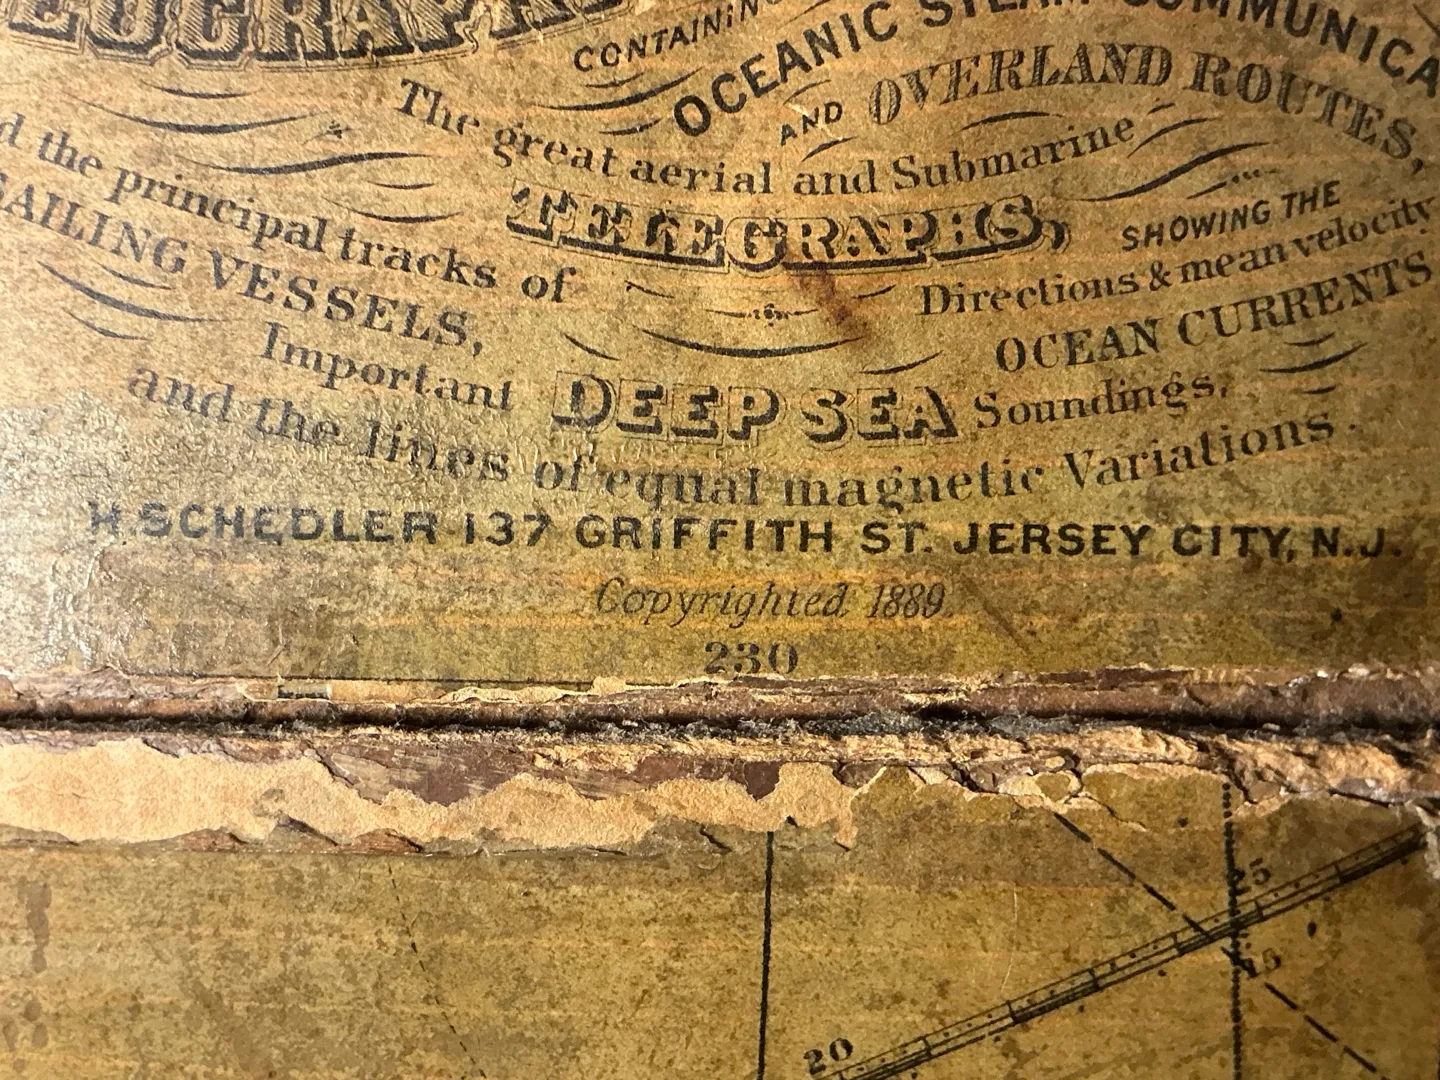 CONTAINING
OCEANIC STEAM COMMUNICA
AND OVERLAND ROUTES,
The great aerial and Submarine
TELEGRAPHS,
d the principal tracks of
SAILING VESSELS,
SHOWING THE
Directions & mean velocity
OCEAN CURRENTS
Important DEEP SEA Soundings,
and the lines of equal magnetic Variations.
H. SCHEDLER 137 GRIFFITH ST. JERSEY CITY, N.J.
Copyrighted 1889.
230
25
15
20